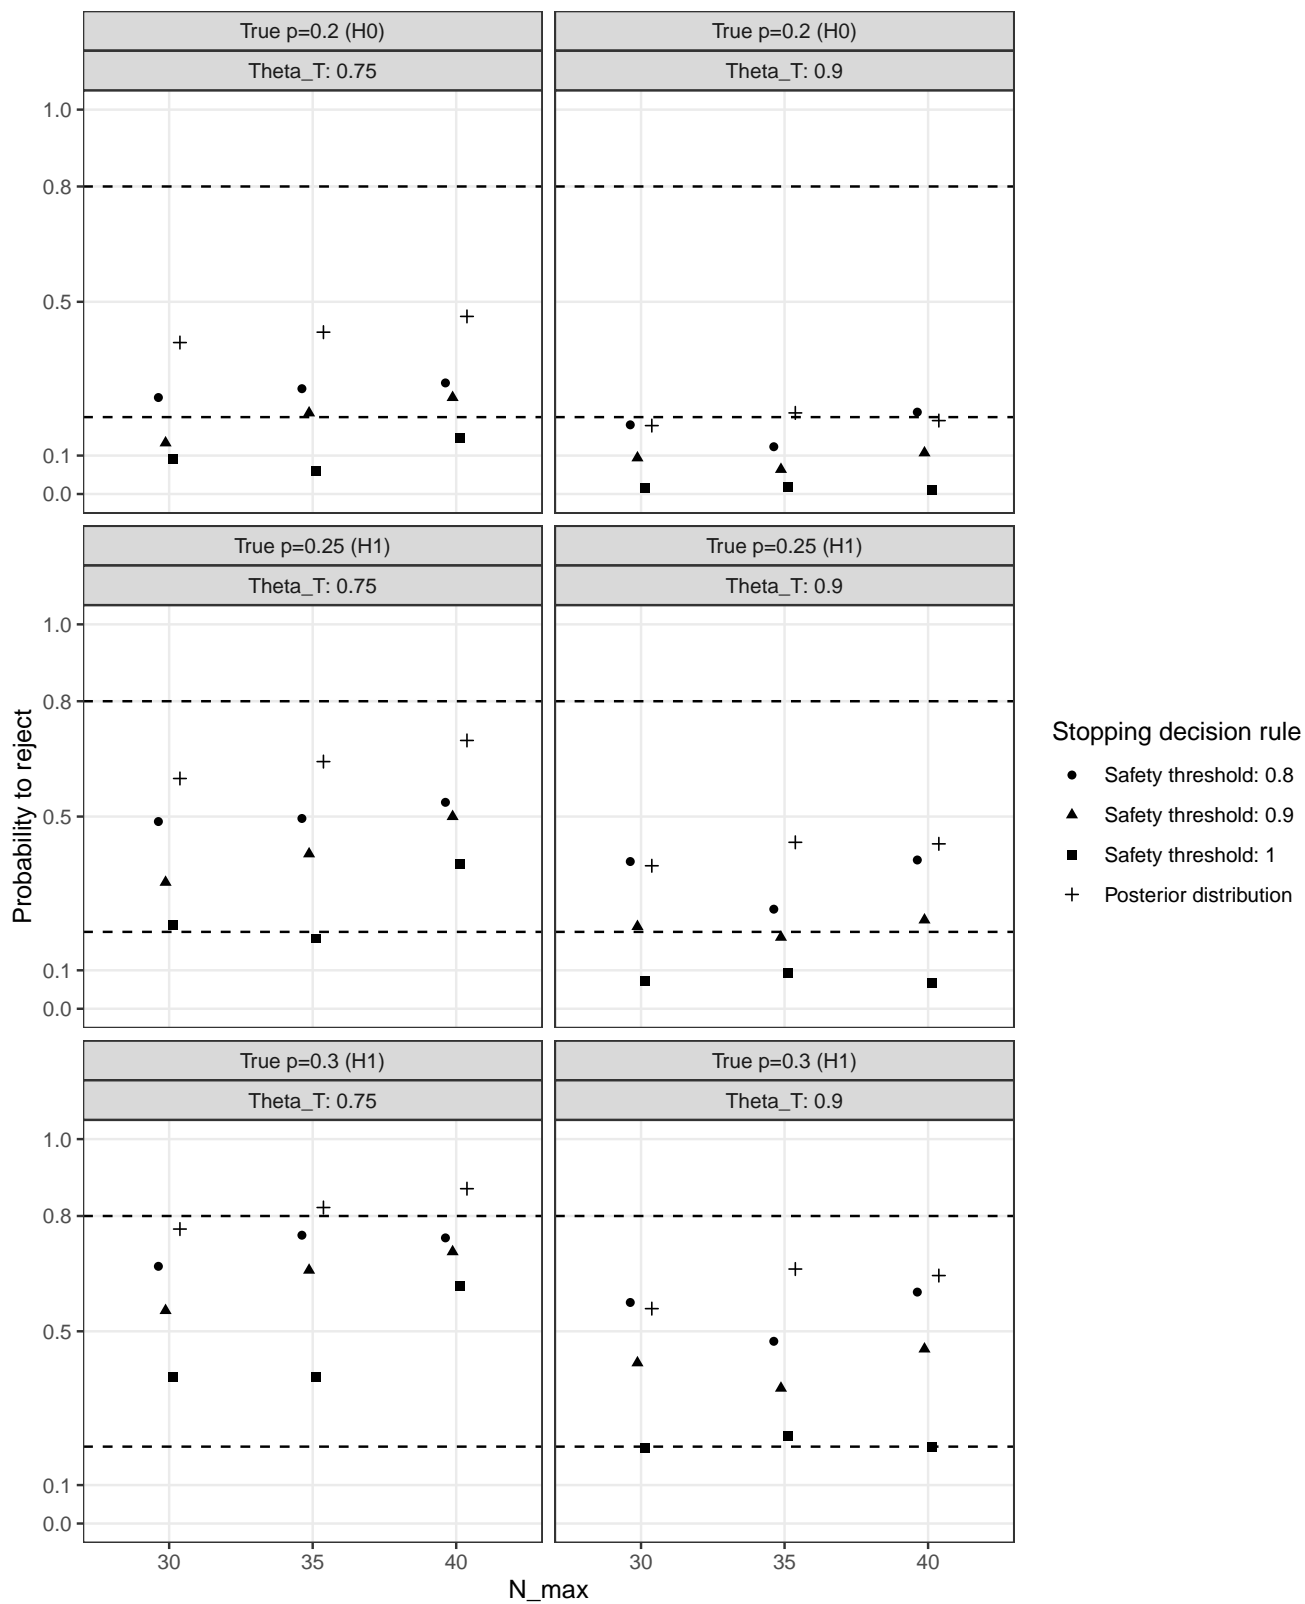 True p=0.2 (H0)
Theta_T: 0.75
True p=0.2 (H0)
Theta_T: 0.9
1.0
0.8
0.5
0.1
0.0
True p=0.25 (H1)
Theta_T: 0.75
True p=0.25 (H1)
Theta_T: 0.9
1.0
0.8
0.5
0.1
0.0
True p=0.3 (H1)
Theta_T: 0.75
True p=0.3 (H1)
Theta_T: 0.9
1.0
0.8
0.5
0.1
0.0
30
35
40
30
35
40
N_max
Probability to reject
Stopping decision rule
Safety threshold: 0.8
Safety threshold: 0.9
Safety threshold: 1
Posterior distribution